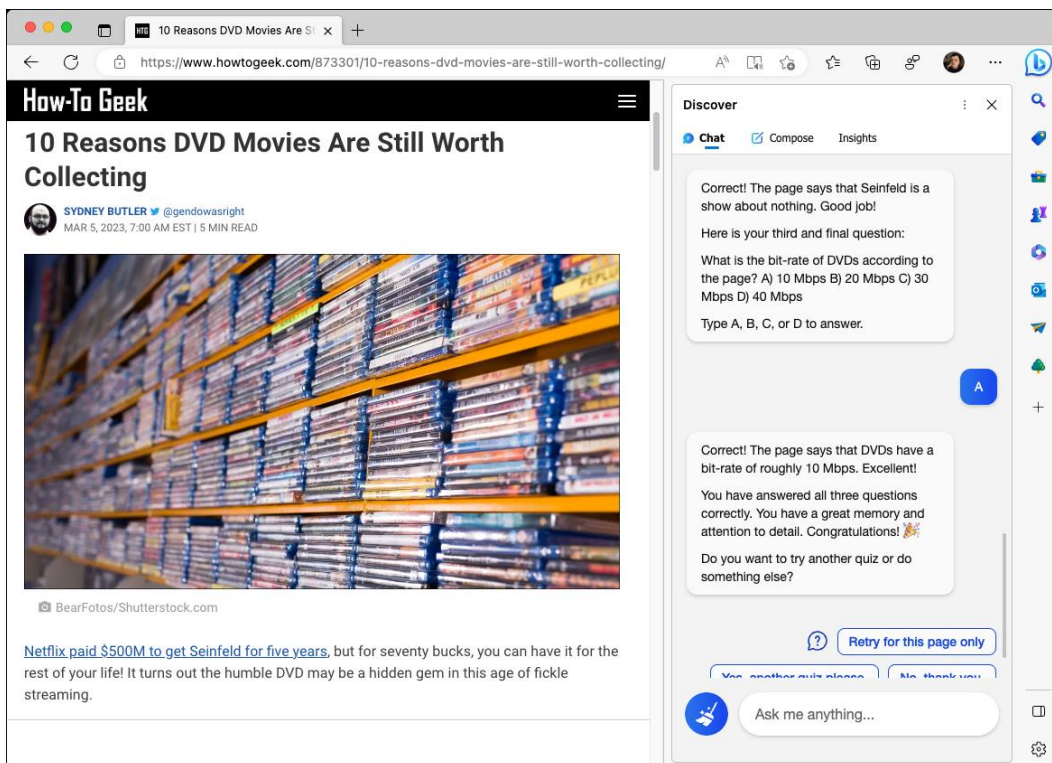 10 Reasons DVD Movies Are St
https://www.howtogeek.com/873301/10-reasons-dvd-movies-are-still-worth-collecting/
How-To Geek
10 Reasons DVD Movies Are Still Worth
Collecting
SYDNEY BUTLER @gendowasright
MAR 5, 2023, 7:00 AM EST | 5 MIN READ
BearFotos/Shutterstock.com
Netflix paid $500M to get Seinfeld for five years, but for seventy bucks, you can have it for the
rest of your life! It turns out the humble DVD may be a hidden gem in this age of fickle
streaming.
Discover
Chat Compose Insights
Correct! The page says that Seinfeld is a
show about nothing. Good job!
Here is your third and final question:
What is the bit-rate of DVDs according to
the page? A) 10 Mbps B) 20 Mbps C) 30
Mbps D) 40 Mbps
Type A, B, C, or D to answer.
A
Correct! The page says that DVDs have a
bit-rate of roughly 10 Mbps. Excellent!
You have answered all three questions
correctly. You have a great memory and
attention to detail. Congratulations! 🎉
Do you want to try another quiz or do
something else?
Retry for this page only
Yes, another quiz please. No, thank you.
Ask me anything...